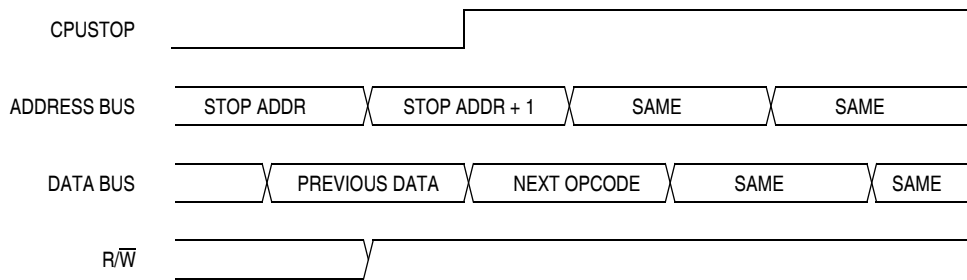 CPUSTOP
ADDRESS BUS STOP ADDR STOP ADDR + 1 SAME SAME
DATA BUS PREVIOUS DATA NEXT OPCODE SAME SAME
R/W̅